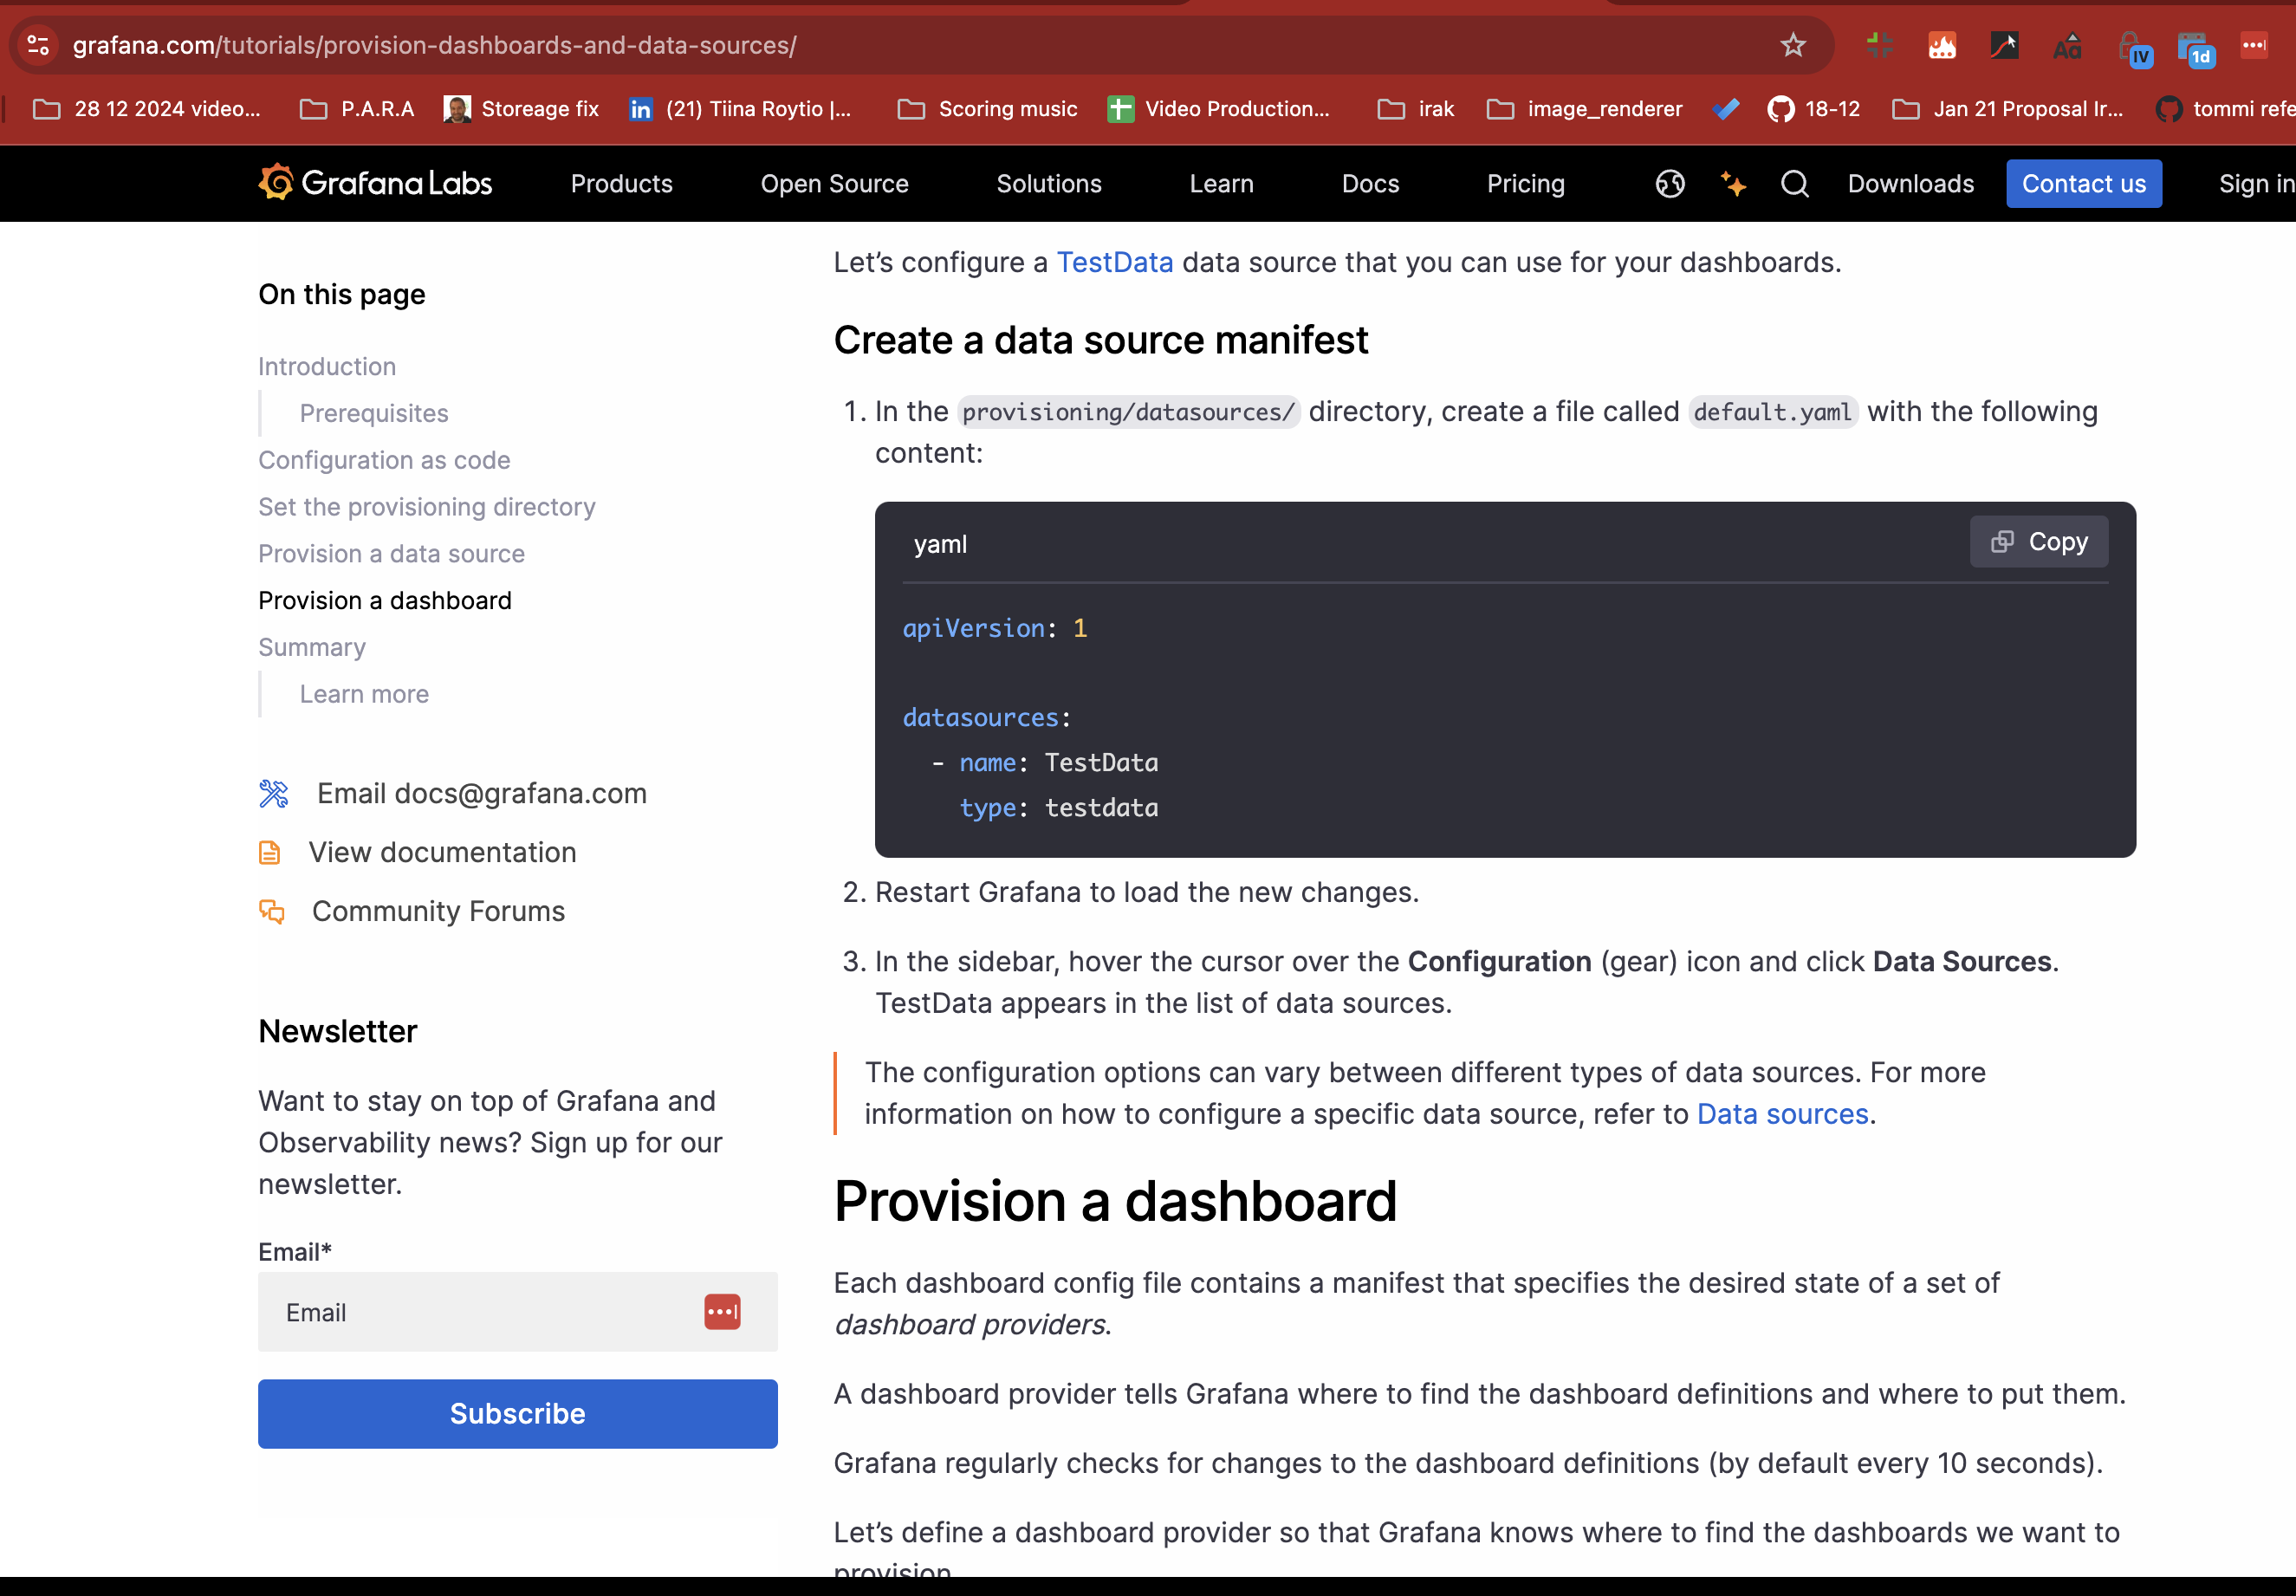 grafana.com/tutorials/provision-dashboards-and-data-sources/
IV
1d
28 12 2024 video...
P.A.R.A
Storeage fix
in
(21) Tiina Roytio |...
Scoring music
Video Production...
irak
image_renderer
18-12
Jan 21 Proposal Ir...
tommi refe
Grafana Labs
Products
Open Source
Solutions
Learn
Docs
Pricing
Downloads
Contact us
Sign in
On this page
Introduction
Prerequisites
Configuration as code
Set the provisioning directory
Provision a data source
Provision a dashboard
Summary
Learn more
Email docs@grafana.com
View documentation
Community Forums
Newsletter
Want to stay on top of Grafana and
Observability news? Sign up for our
newsletter.
Email*
Email
Subscribe
Let’s configure a TestData data source that you can use for your dashboards.
Create a data source manifest
1. In the provisioning/datasources/ directory, create a file called default.yaml with the following
content:
yaml
Copy
apiVersion: 1
datasources:
- name: TestData
type: testdata
2. Restart Grafana to load the new changes.
3. In the sidebar, hover the cursor over the Configuration (gear) icon and click Data Sources.
TestData appears in the list of data sources.
The configuration options can vary between different types of data sources. For more
information on how to configure a specific data source, refer to Data sources.
Provision a dashboard
Each dashboard config file contains a manifest that specifies the desired state of a set of
dashboard providers.
A dashboard provider tells Grafana where to find the dashboard definitions and where to put them.
Grafana regularly checks for changes to the dashboard definitions (by default every 10 seconds).
Let’s define a dashboard provider so that Grafana knows where to find the dashboards we want to
provision